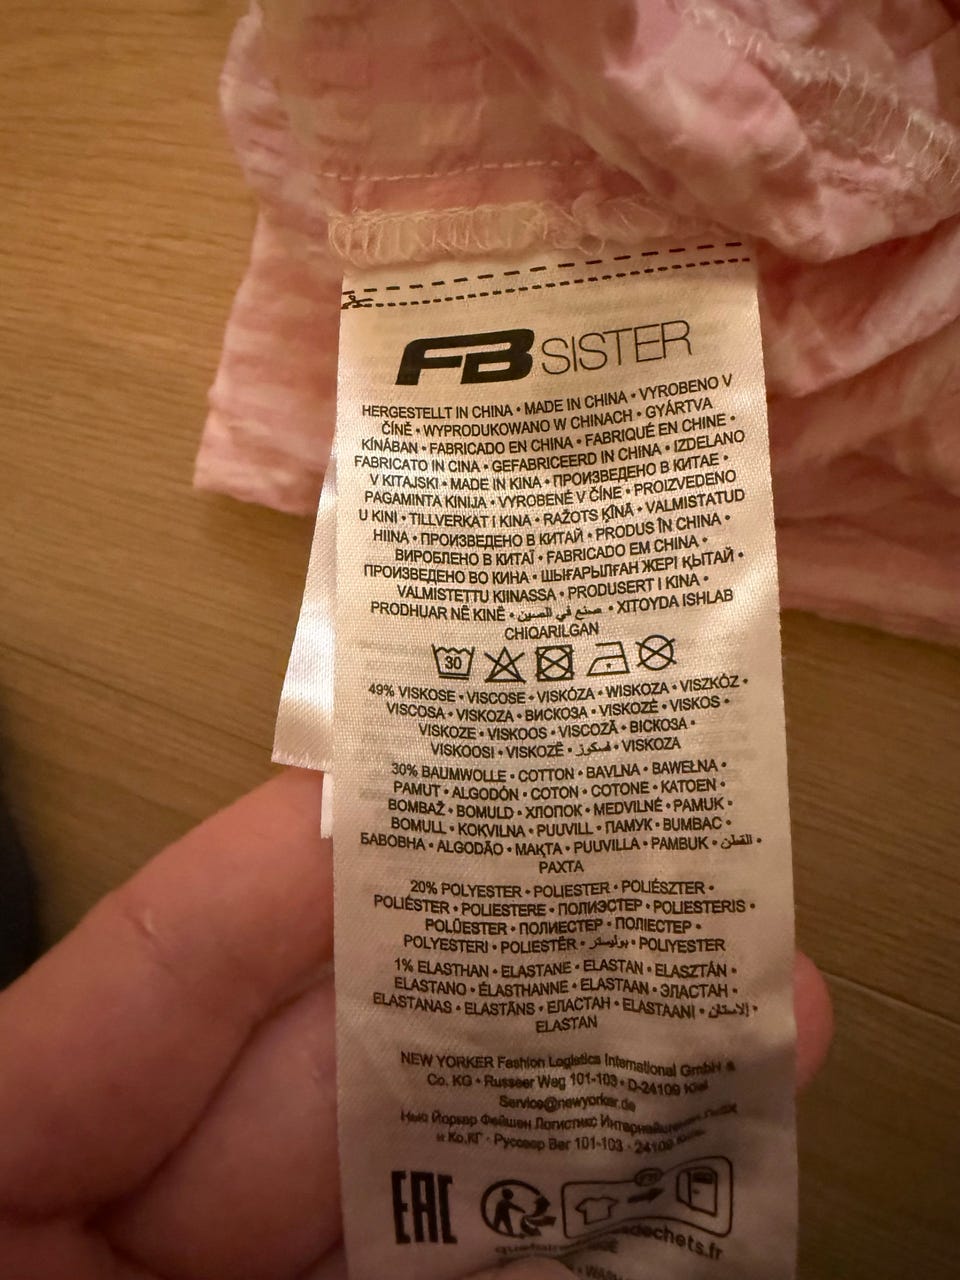 FB SISTER
HERGESTELLT IN CHINA • MADE IN CHINA • VYROBENO V
ČÍNĚ • WYPRODUKOWANO W CHINACH • GYÁRTVA
KÍNÁBAN • FABRICADO EN CHINA • FABRIQUÉ EN CHINE •
FABRICATO IN CINA • GEFABRICEERD IN CHINA • IZDELANO
V KITAJSKI • MADE IN KINA • ПРОИЗВЕДЕНО В КИТАЕ •
PAGAMINTA KINIJA • VYROBENÉ V ČÍNE • PROIZVEDENO
U KINI • TILLVERKAT I KINA • RAŽOTS ĶĪNĀ • VALMISTATUD
HIINA • ПРОИЗВЕДЕНО В КИТАЙ • PRODUS ÎN CHINA •
ВИРОБЛЕНО В КИТАЇ • FABRICADO EM CHINA •
ПРОИЗВЕДЕНО ВО КИНА • ШЫҒАРЫЛҒАН ЖЕРІ ҚЫТАЙ •
VALMISTETTU KIINASSA • PRODUSERT I KINA •
PRODHUAR NË KINË • صنع في الصين • XITOYDA ISHLAB
CHIQARILGAN
30
49% VISKOSE • VISCOSE • VISKÓZA • WISKOZA • VISZKÓZ •
VISCOSA • VISKOZA • ВИСКОЗА • VISKOZĖ • VISKOS •
VISKOZE • VISKOOS • VISCOZĂ • ВІСКОЗА •
VISKOOSI • VISKOZË • فسكوز • VISKOZA
30% BAUMWOLLE • COTTON • BAVLNA • BAWEŁNA •
PAMUT • ALGODÓN • COTON • COTONE • KATOEN •
BOMBAŽ • BOMULD • ХЛОПОК • MEDVILNĖ • PAMUK •
BOMULL • KOKVILNA • PUUVILL • ПАМУК • BUMBAC •
БАВОВНА • ALGODÃO • МАҚТА • PUUVILLA • PAMBUK • القطن •
PAXTA
20% POLYESTER • POLIESTER • POLIÉSZTER •
POLIÉSTER • POLIESTERE • ПОЛИЭСТЕР • POLIESTERIS •
POLÜESTER • ПОЛИЕСТЕР • ПОЛІЕСТЕР •
POLYESTERI • POLIESTËR • بوليستر • POLIYESTER
1% ELASTHAN • ELASTANE • ELASTAN • ELASZTÁN •
ELASTANO • ÉLASTHANNE • ELASTAAN • ЭЛАСТАН •
ELASTANAS • ELASTĀNS • ЕЛАСТАН • ELASTAANI • إلاستان •
ELASTAN
NEW YORKER Fashion Logistics International GmbH &
Co. KG • Russeer Weg 101-103 • D-24109 Kiel
Service@newyorker.de
Нью Йоркер Фейшен Логистикс Интернейшенал
и Ко.КГ · Руссеер Вег 101-103 · 24109
EAC
FR